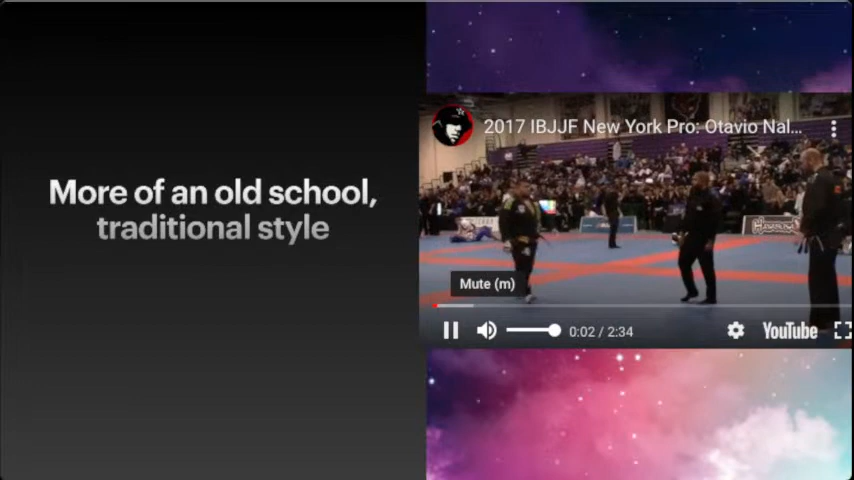 More of an old school,
traditional style
2017 IBJJF New York Pro: Otavio Nal...
Mute (m)
0:02 / 2:34
YouTube